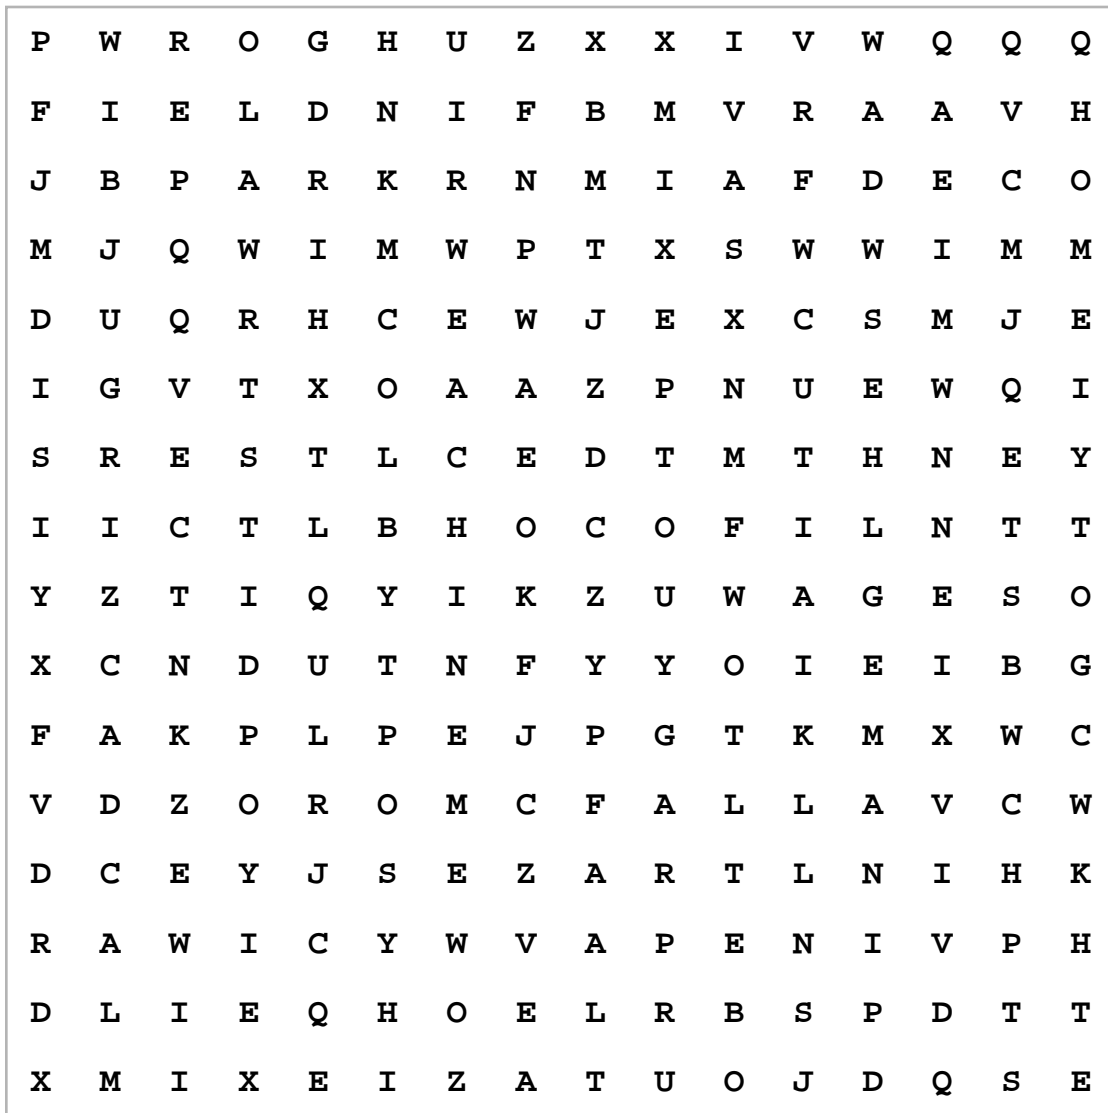 P W R O G H U Z X X I V W Q Q Q
F I E L D N I F B M V R A A V H
J B P A R K R N M I A F D E C O
M J Q W I M W P T X S W W I M M
D U Q R H C E W J E X C S M J E
I G V T X O A A Z P N U E W Q I
S R E S T L C E D T M T H N E Y
I I C T L B H O C O F I L N T T
Y Z T I Q Y I K Z U W A G E S O
X C N D U T N F Y Y O I E I B G
F A K P L P E J P G T K M X W C
V D Z O R O M C F A L L A V C W
D C E Y J S E Z A R T L N I H K
R A W I C Y W V A P E N I V P H
D L I E Q H O E L R B S P D T T
X M I X E I Z A T U O J D Q S E